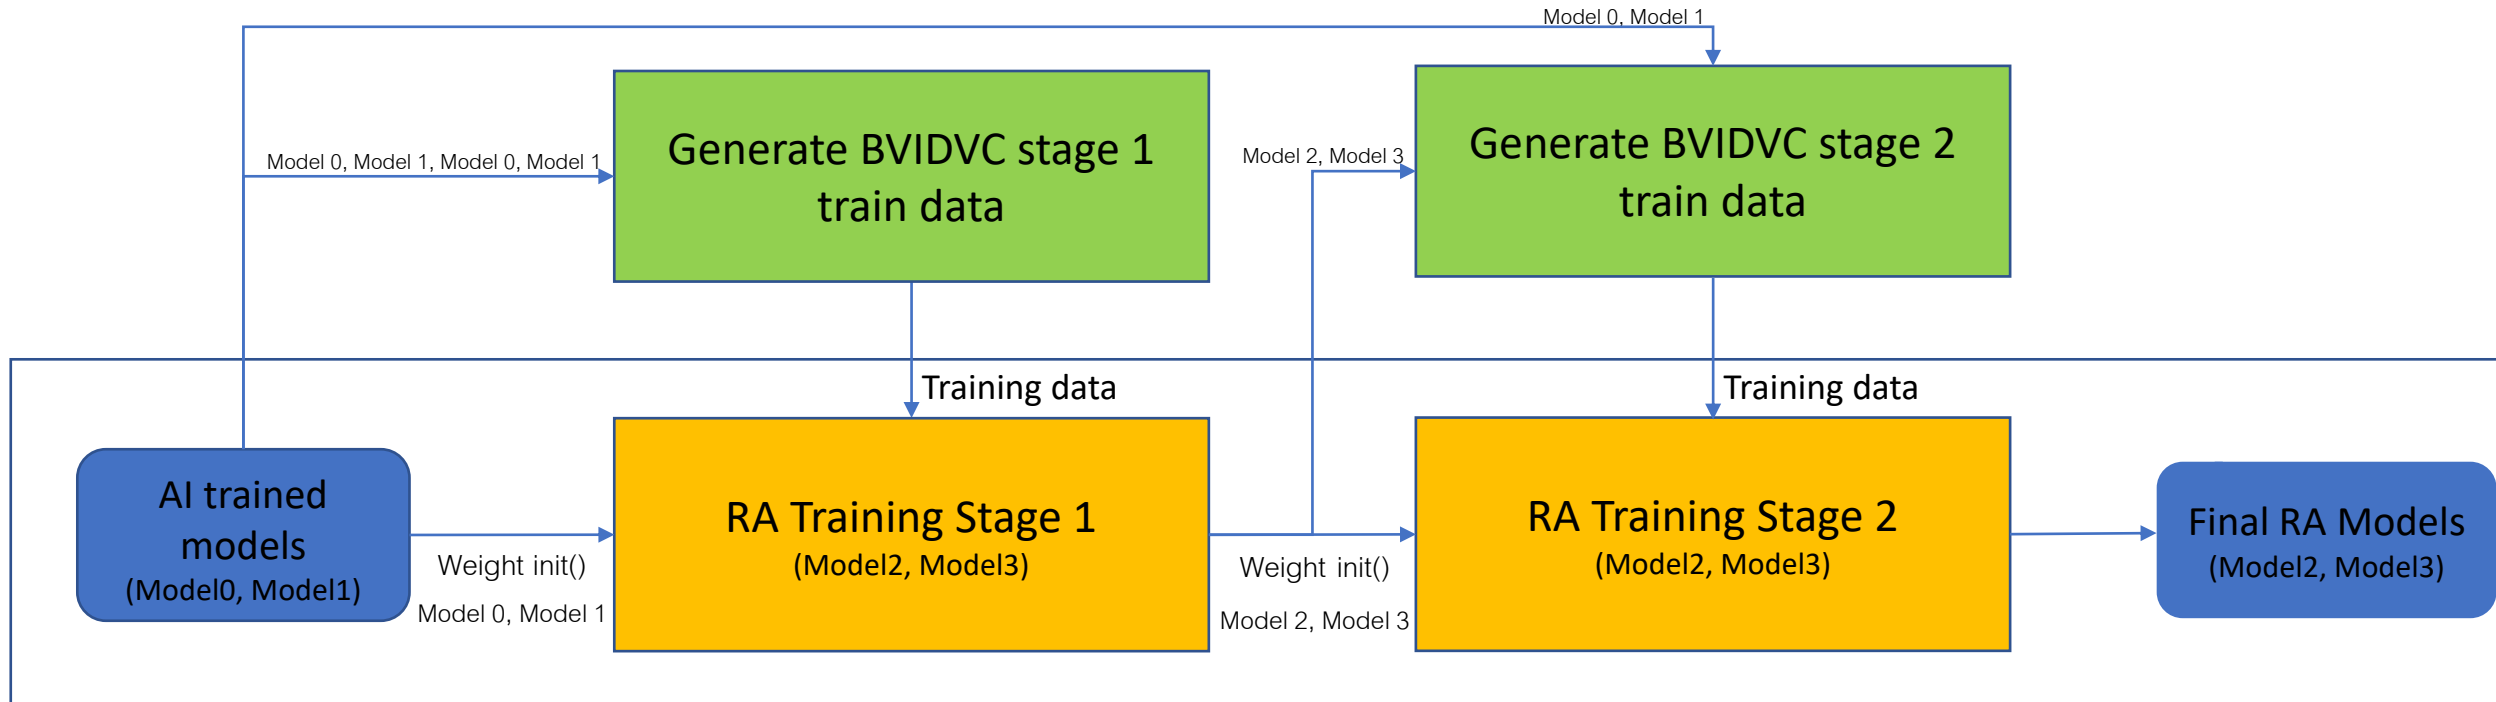 Model 0, Model 1
Generate BVIDVC stage 1
train data
Generate BVIDVC stage 2
train data
Model 0, Model 1, Model 0, Model 1
Model 2, Model 3
Training data
Training data
AI trained
models
(Model0, Model1)
Weight init()
Model 0, Model 1
RA Training Stage 1
(Model2, Model3)
Weight init()
Model 2, Model 3
RA Training Stage 2
(Model2, Model3)
Final RA Models
(Model2, Model3)